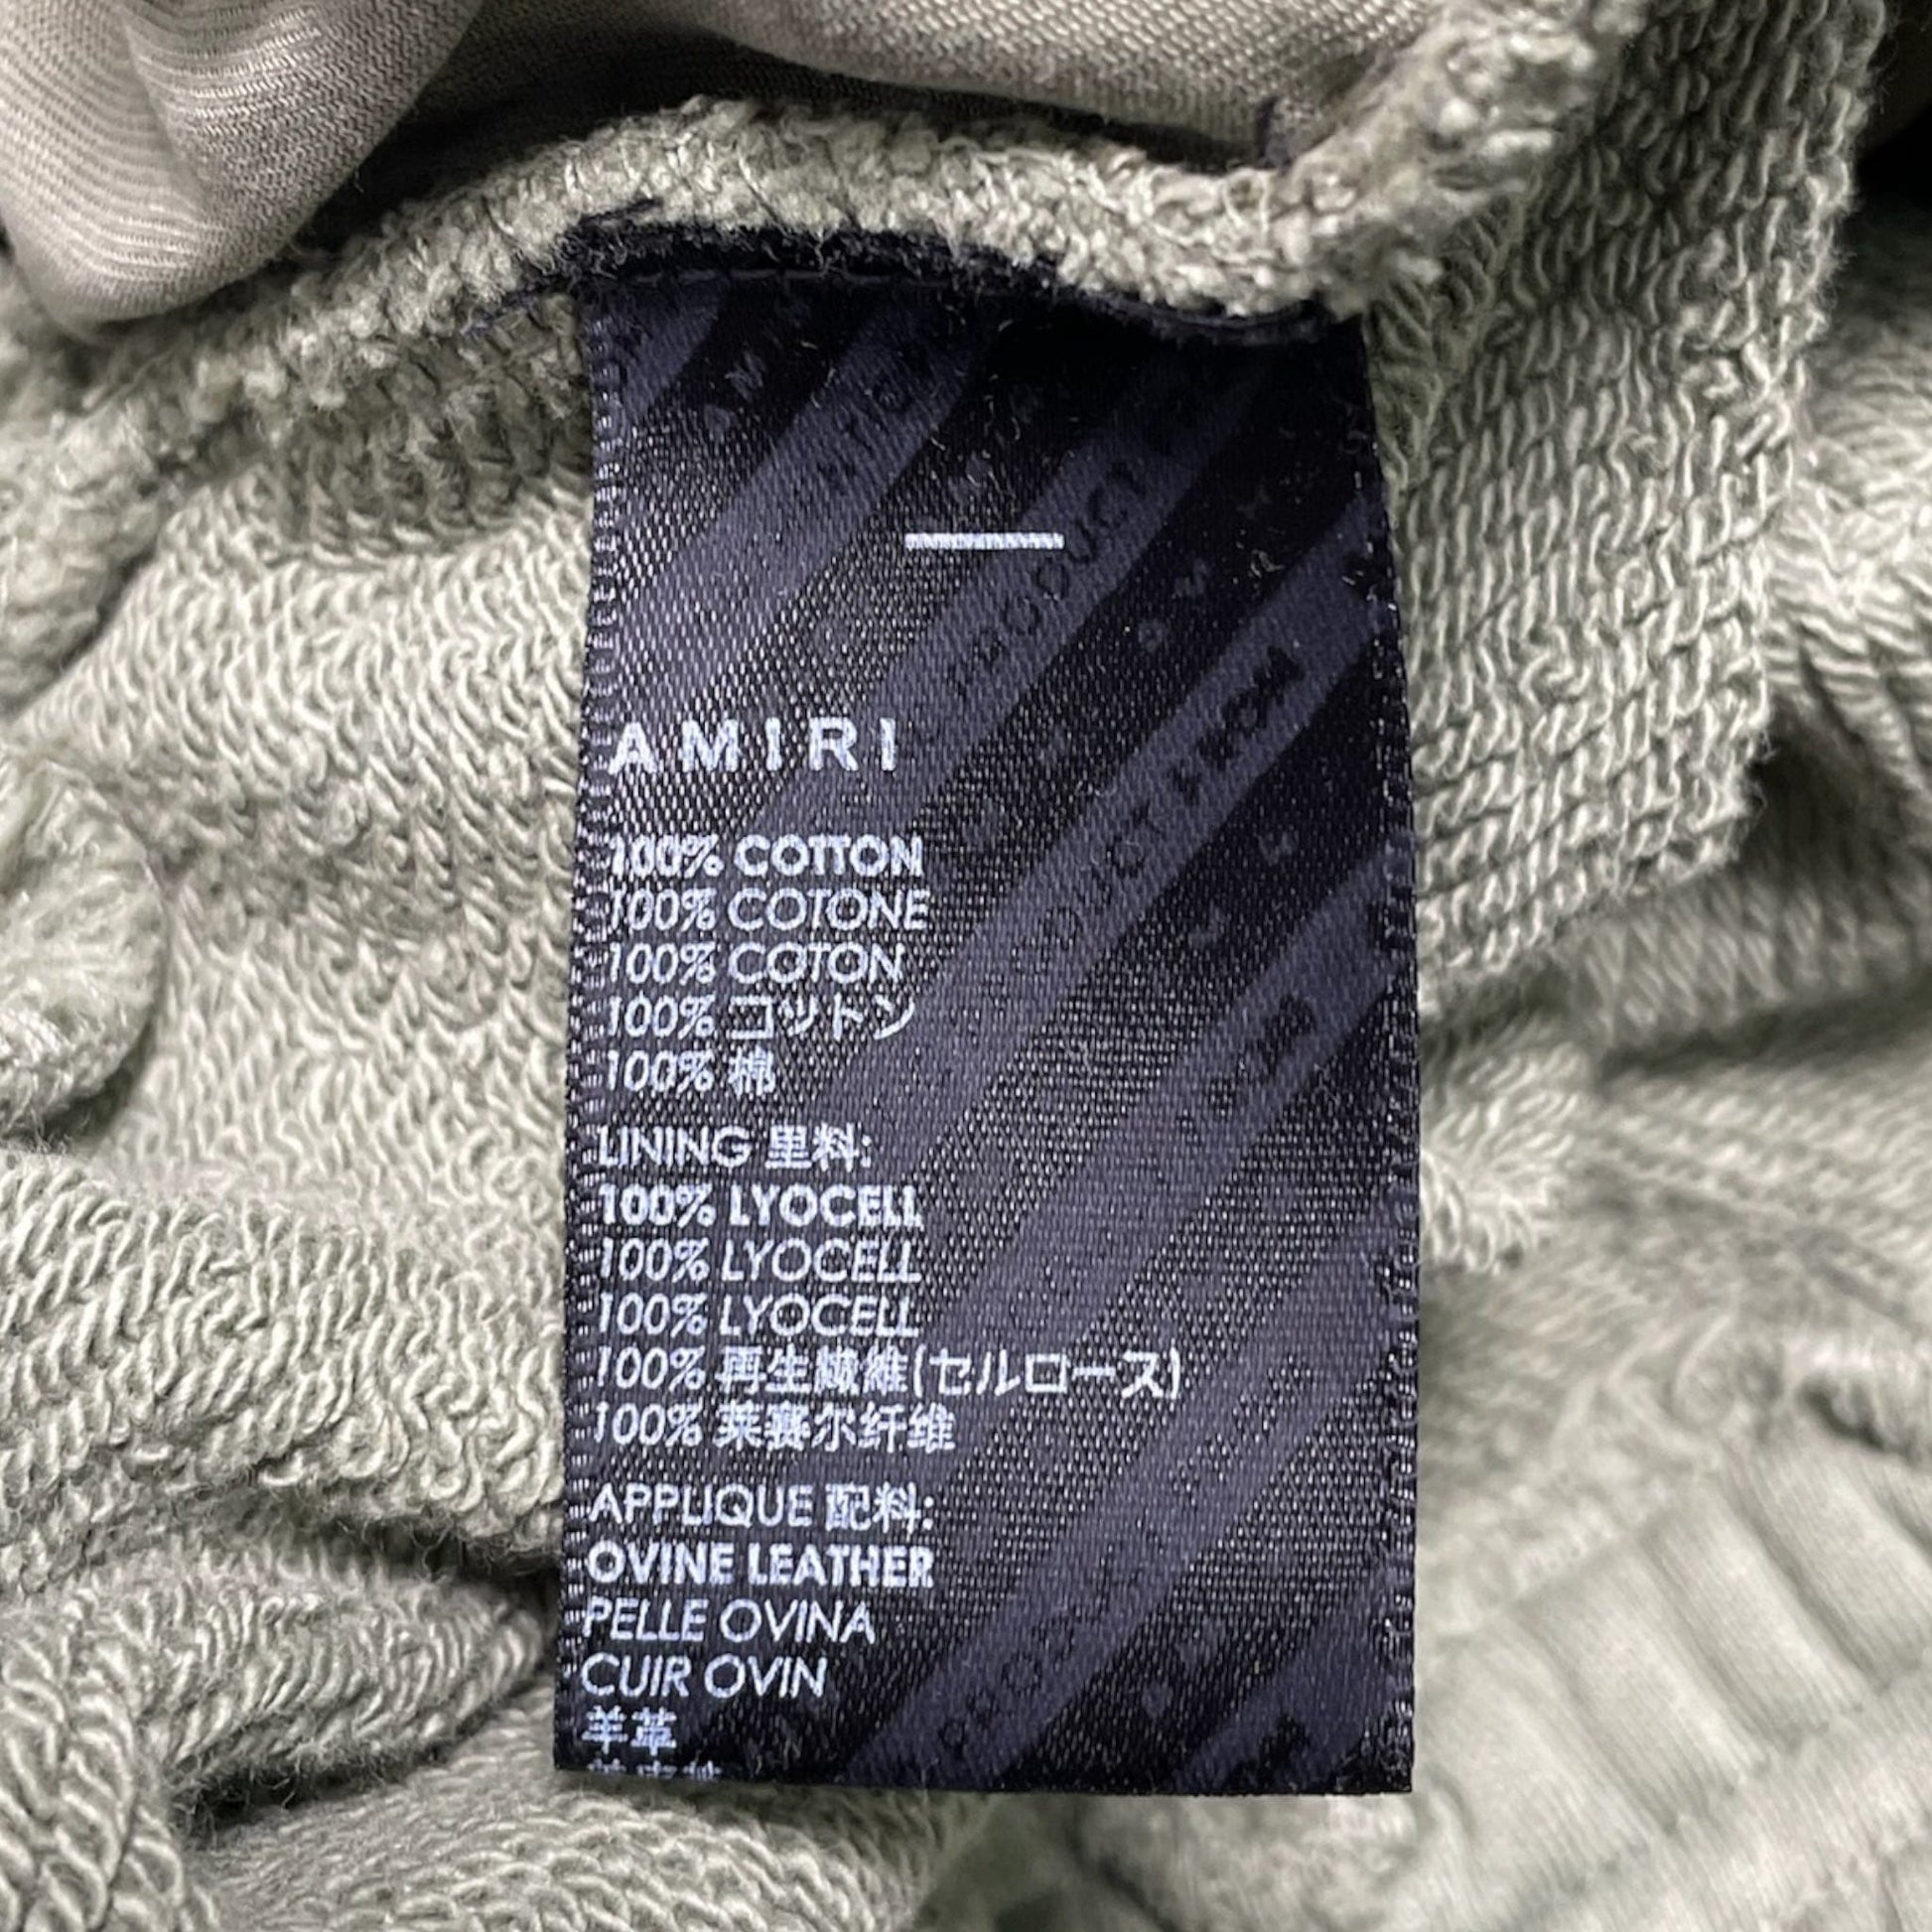 AMIRI
100% COTTON
100% COTONE
100% COTON
100% コットン
100% 棉
LINING 里料:
100% LYOCELL
100% LYOCELL
100% LYOCELL
100% 再生繊維(セルロース)
100% 莱赛尔纤维
APPLIQUE 配料:
OVINE LEATHER
PELLE OVINA
CUIR OVIN
羊革